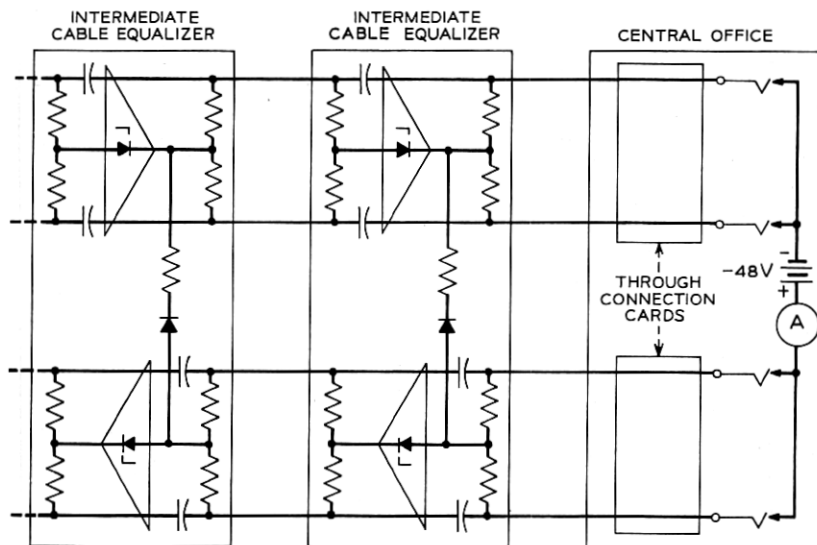 INTERMEDIATE
CABLE EQUALIZER
INTERMEDIATE
CABLE EQUALIZER
CENTRAL OFFICE
-
-48V
+
THROUGH
CONNECTION
CARDS
A